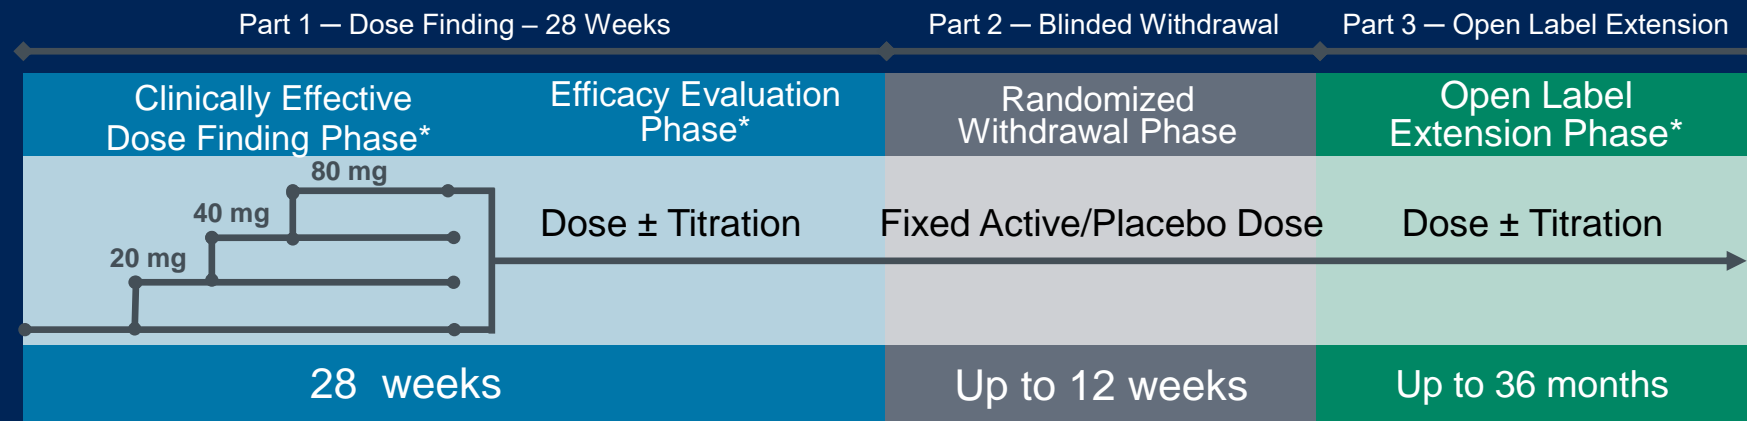 Part 1 — Dose Finding – 28 Weeks
Part 2 — Blinded Withdrawal
Part 3 — Open Label Extension
Clinically Effective
Dose Finding Phase*
Efficacy Evaluation
Phase*
Randomized
Withdrawal Phase
Open Label
Extension Phase*
80 mg
40 mg
20 mg
Dose ± Titration
Fixed Active/Placebo Dose
Dose ± Titration
28 weeks
Up to 12 weeks
Up to 36 months